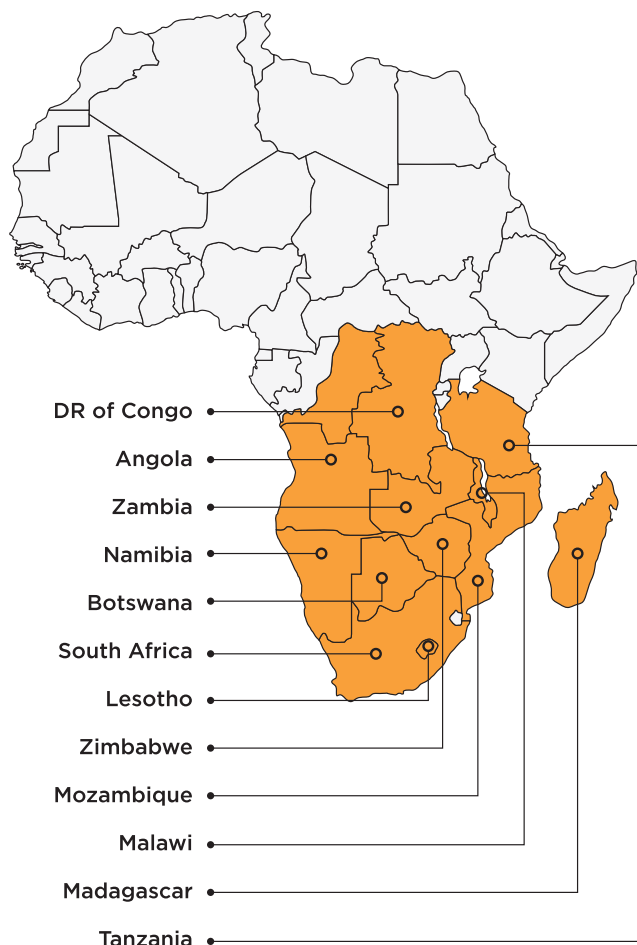 DR of Congo
Angola
Zambia
Namibia
Botswana
South Africa
Lesotho
Zimbabwe
Mozambique
Malawi
Madagascar
Tanzania